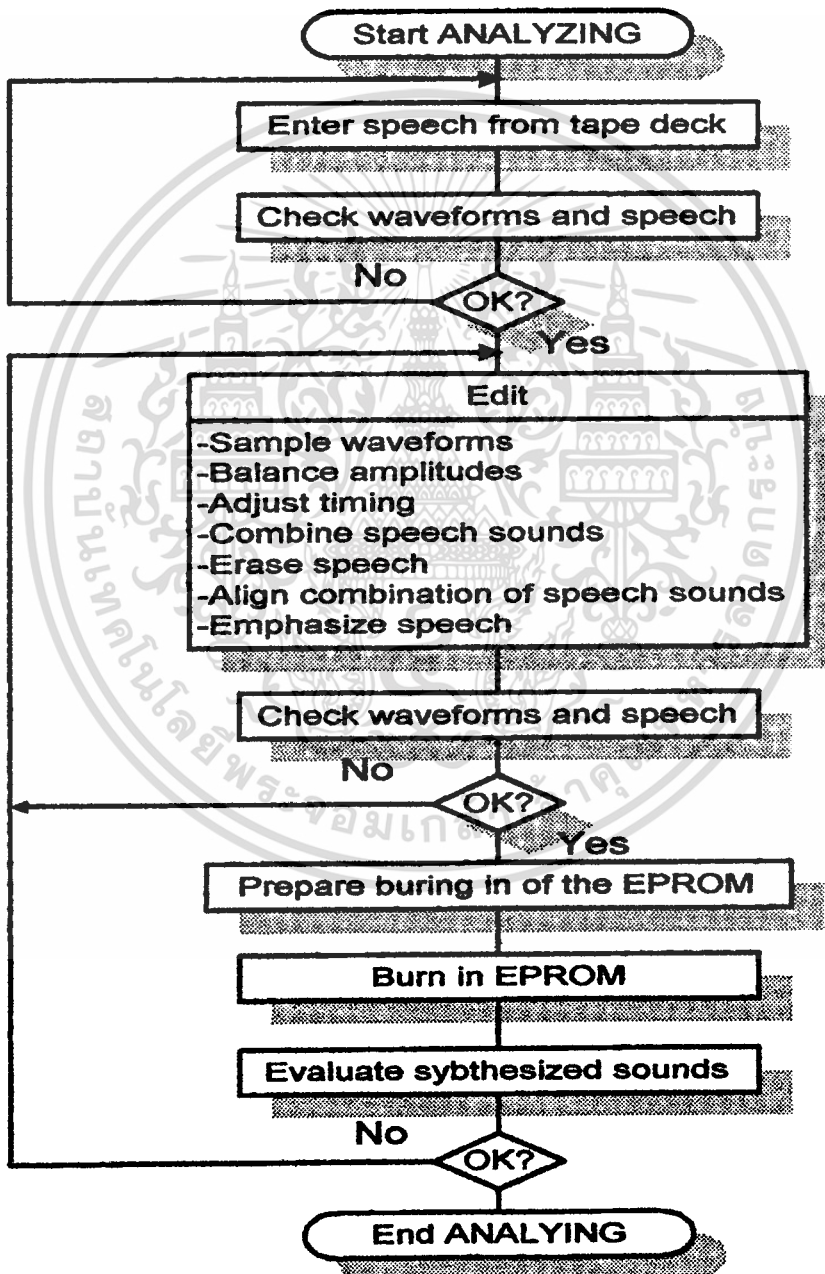 Start ANALYZING
Enter speech from tape deck
Check waveforms and speech
No
OK?
Yes
Edit
-Sample waveforms
-Balance amplitudes
-Adjust timing
-Combine speech sounds
-Erase speech
-Align combination of speech sounds
-Emphasize speech
Check waveforms and speech
No
OK?
Yes
Prepare buring in of the EPROM
Burn in EPROM
Evaluate sybthesized sounds
No
OK?
End ANALYING